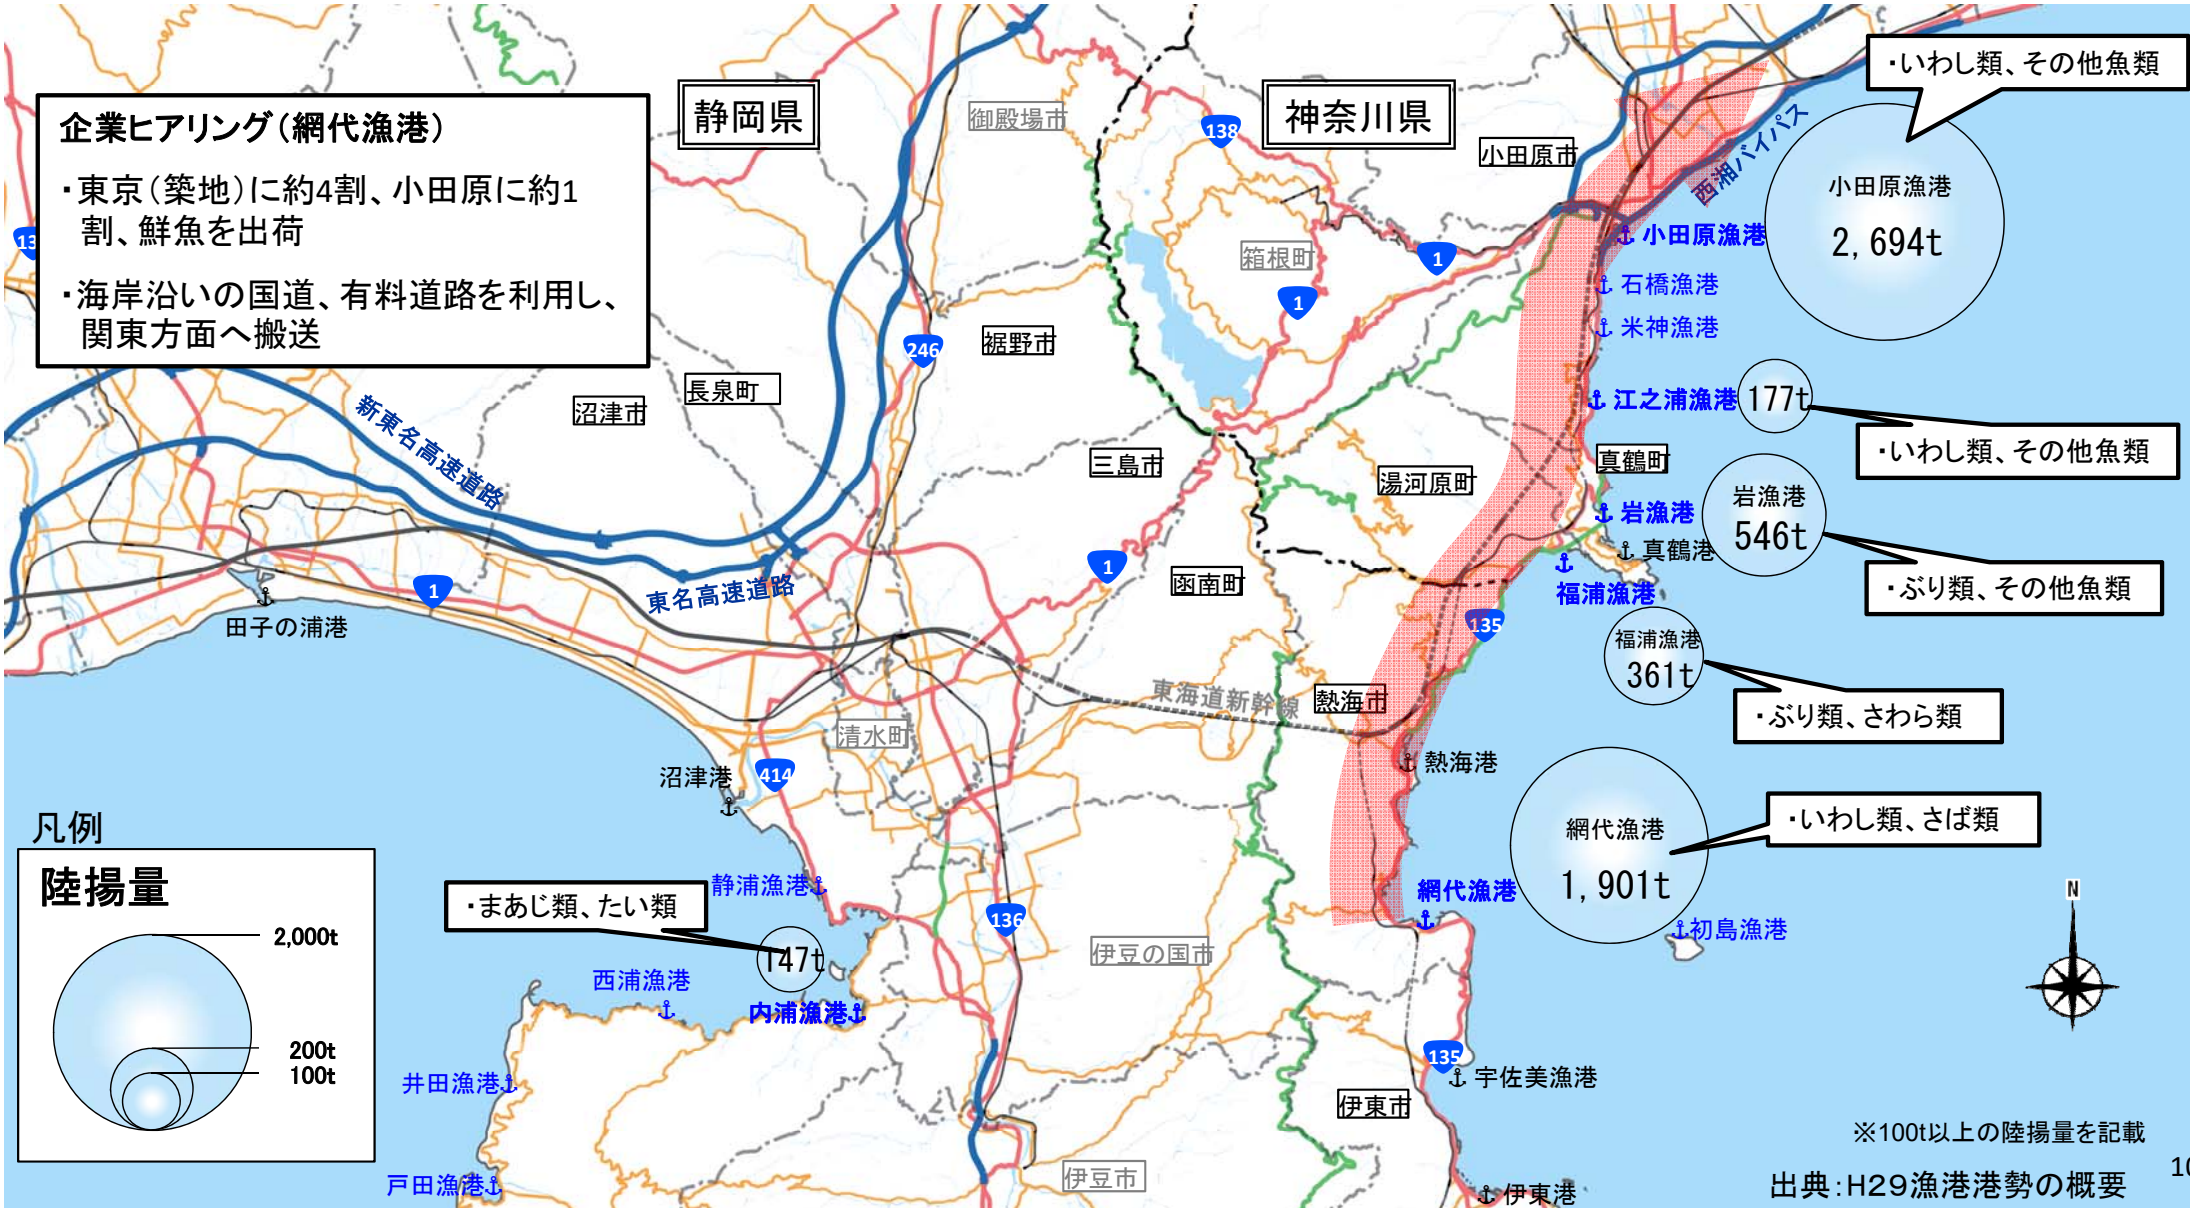 企業ヒアリング（網代漁港）
・東京（築地）に約4割、小田原に約1
割、鮮魚を出荷
・海岸沿いの国道、有料道路を利用し、
関東方面へ搬送
静岡県
神奈川県
御殿場市
小田原市
箱根町
裾野市
長泉町
沼津市
三島市
湯河原町
真鶴町
函南町
熱海市
清水町
伊豆の国市
伊東市
伊豆市
138
1
1
246
1
1
135
414
136
135
新東名高速道路
東名高速道路
東海道新幹線
西湘バイパス
・いわし類、その他魚類
小田原漁港
2,694t
小田原漁港
石橋漁港
米神漁港
江之浦漁港
177t
・いわし類、その他魚類
岩漁港
岩漁港
546t
・ぶり類、その他魚類
真鶴港
福浦漁港
福浦漁港
361t
・ぶり類、さわら類
熱海港
網代漁港
1,901t
・いわし類、さば類
網代漁港
初島漁港
宇佐美漁港
伊東港
田子の浦港
沼津港
静浦漁港
・まあじ類、たい類
147t
西浦漁港
内浦漁港
井田漁港
戸田漁港
凡例
陸揚量
2,000t
200t
100t
N
※100t以上の陸揚量を記載
出典：H29漁港港勢の概要